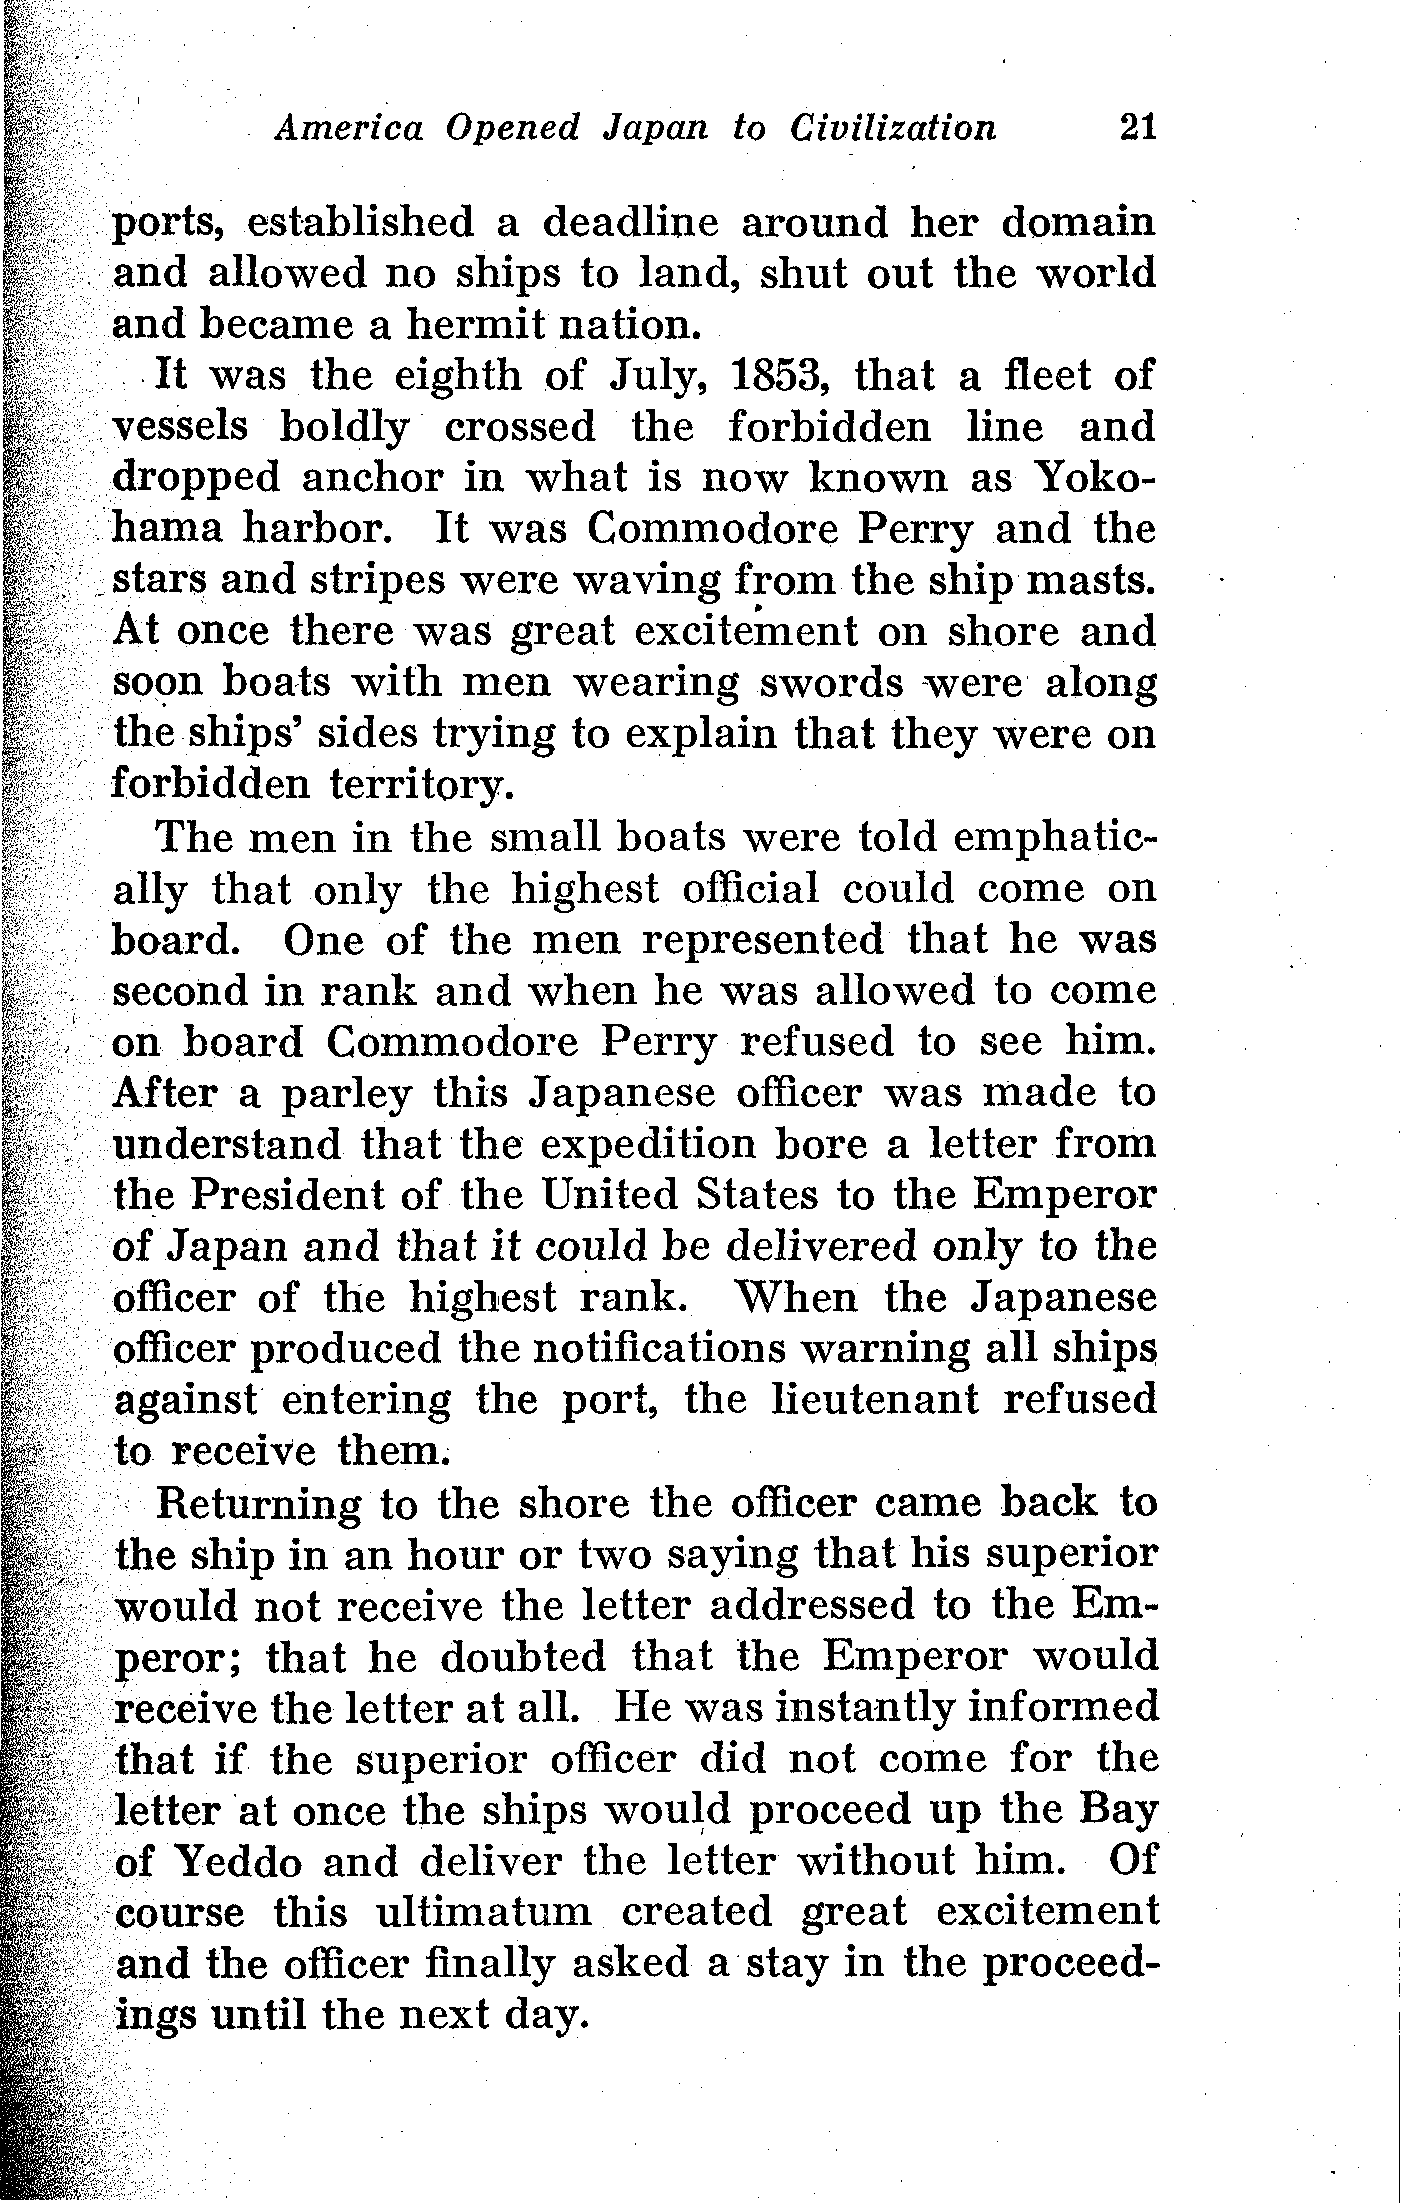 America Opened Japan to Civilization 21
ports, established a deadline around her domain
and allowed no ships to land, shut out the world
and became a hermit nation.
It was the eighth of July, 1853, that a fleet of
vessels boldly crossed the forbidden line and
dropped anchor in what is now known as Yoko-
hama harbor. It was Commodore Perry and the
stars and stripes were waving from the ship masts.
At once there was great excitement on shore and
soon boats with men wearing swords were along
the ships' sides trying to explain that they were on
forbidden territory.
The men in the small boats were told emphatic-
ally that only the highest official could come on
board. One of the men represented that he was
second in rank and when he was allowed to come
on board Commodore Perry refused to see him.
After a parley this Japanese officer was made to
understand that the expedition bore a letter from
the President of the United States to the Emperor
of Japan and that it could be delivered only to the
officer of the highest rank. When the Japanese
officer produced the notifications warning all ships
against entering the port, the lieutenant refused
to receive them.
Returning to the shore the officer came back to
the ship in an hour or two saying that his superior
would not receive the letter addressed to the Em-
peror; that he doubted that the Emperor would
receive the letter at all. He was instantly informed
that if the superior officer did not come for the
letter at once the ships would proceed up the Bay
of Yeddo and deliver the letter without him. Of
course this ultimatum created great excitement
and the officer finally asked a stay in the proceed-
ings until the next day.